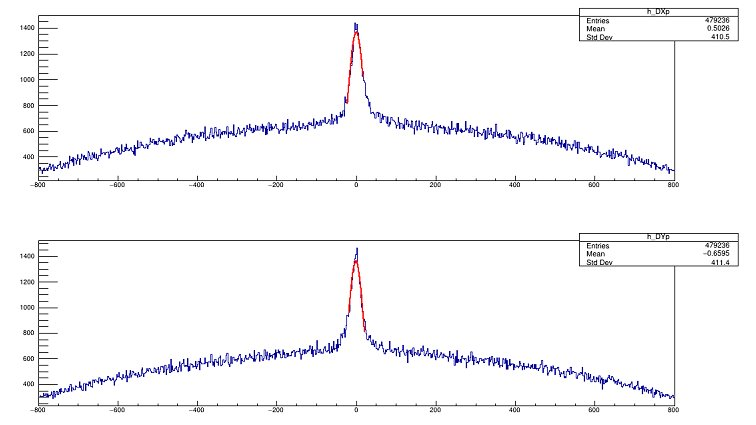 h_DXp
Entries 479236
Mean 0.5026
Std Dev 410.5
1400
1200
1000
800
600
400
−800 −600 −400 −200 0 200 400 600 800
h_DYp
Entries 479236
Mean −0.6595
Std Dev 411.4
1400
1200
1000
800
600
400
−800 −600 −400 −200 0 200 400 600 800